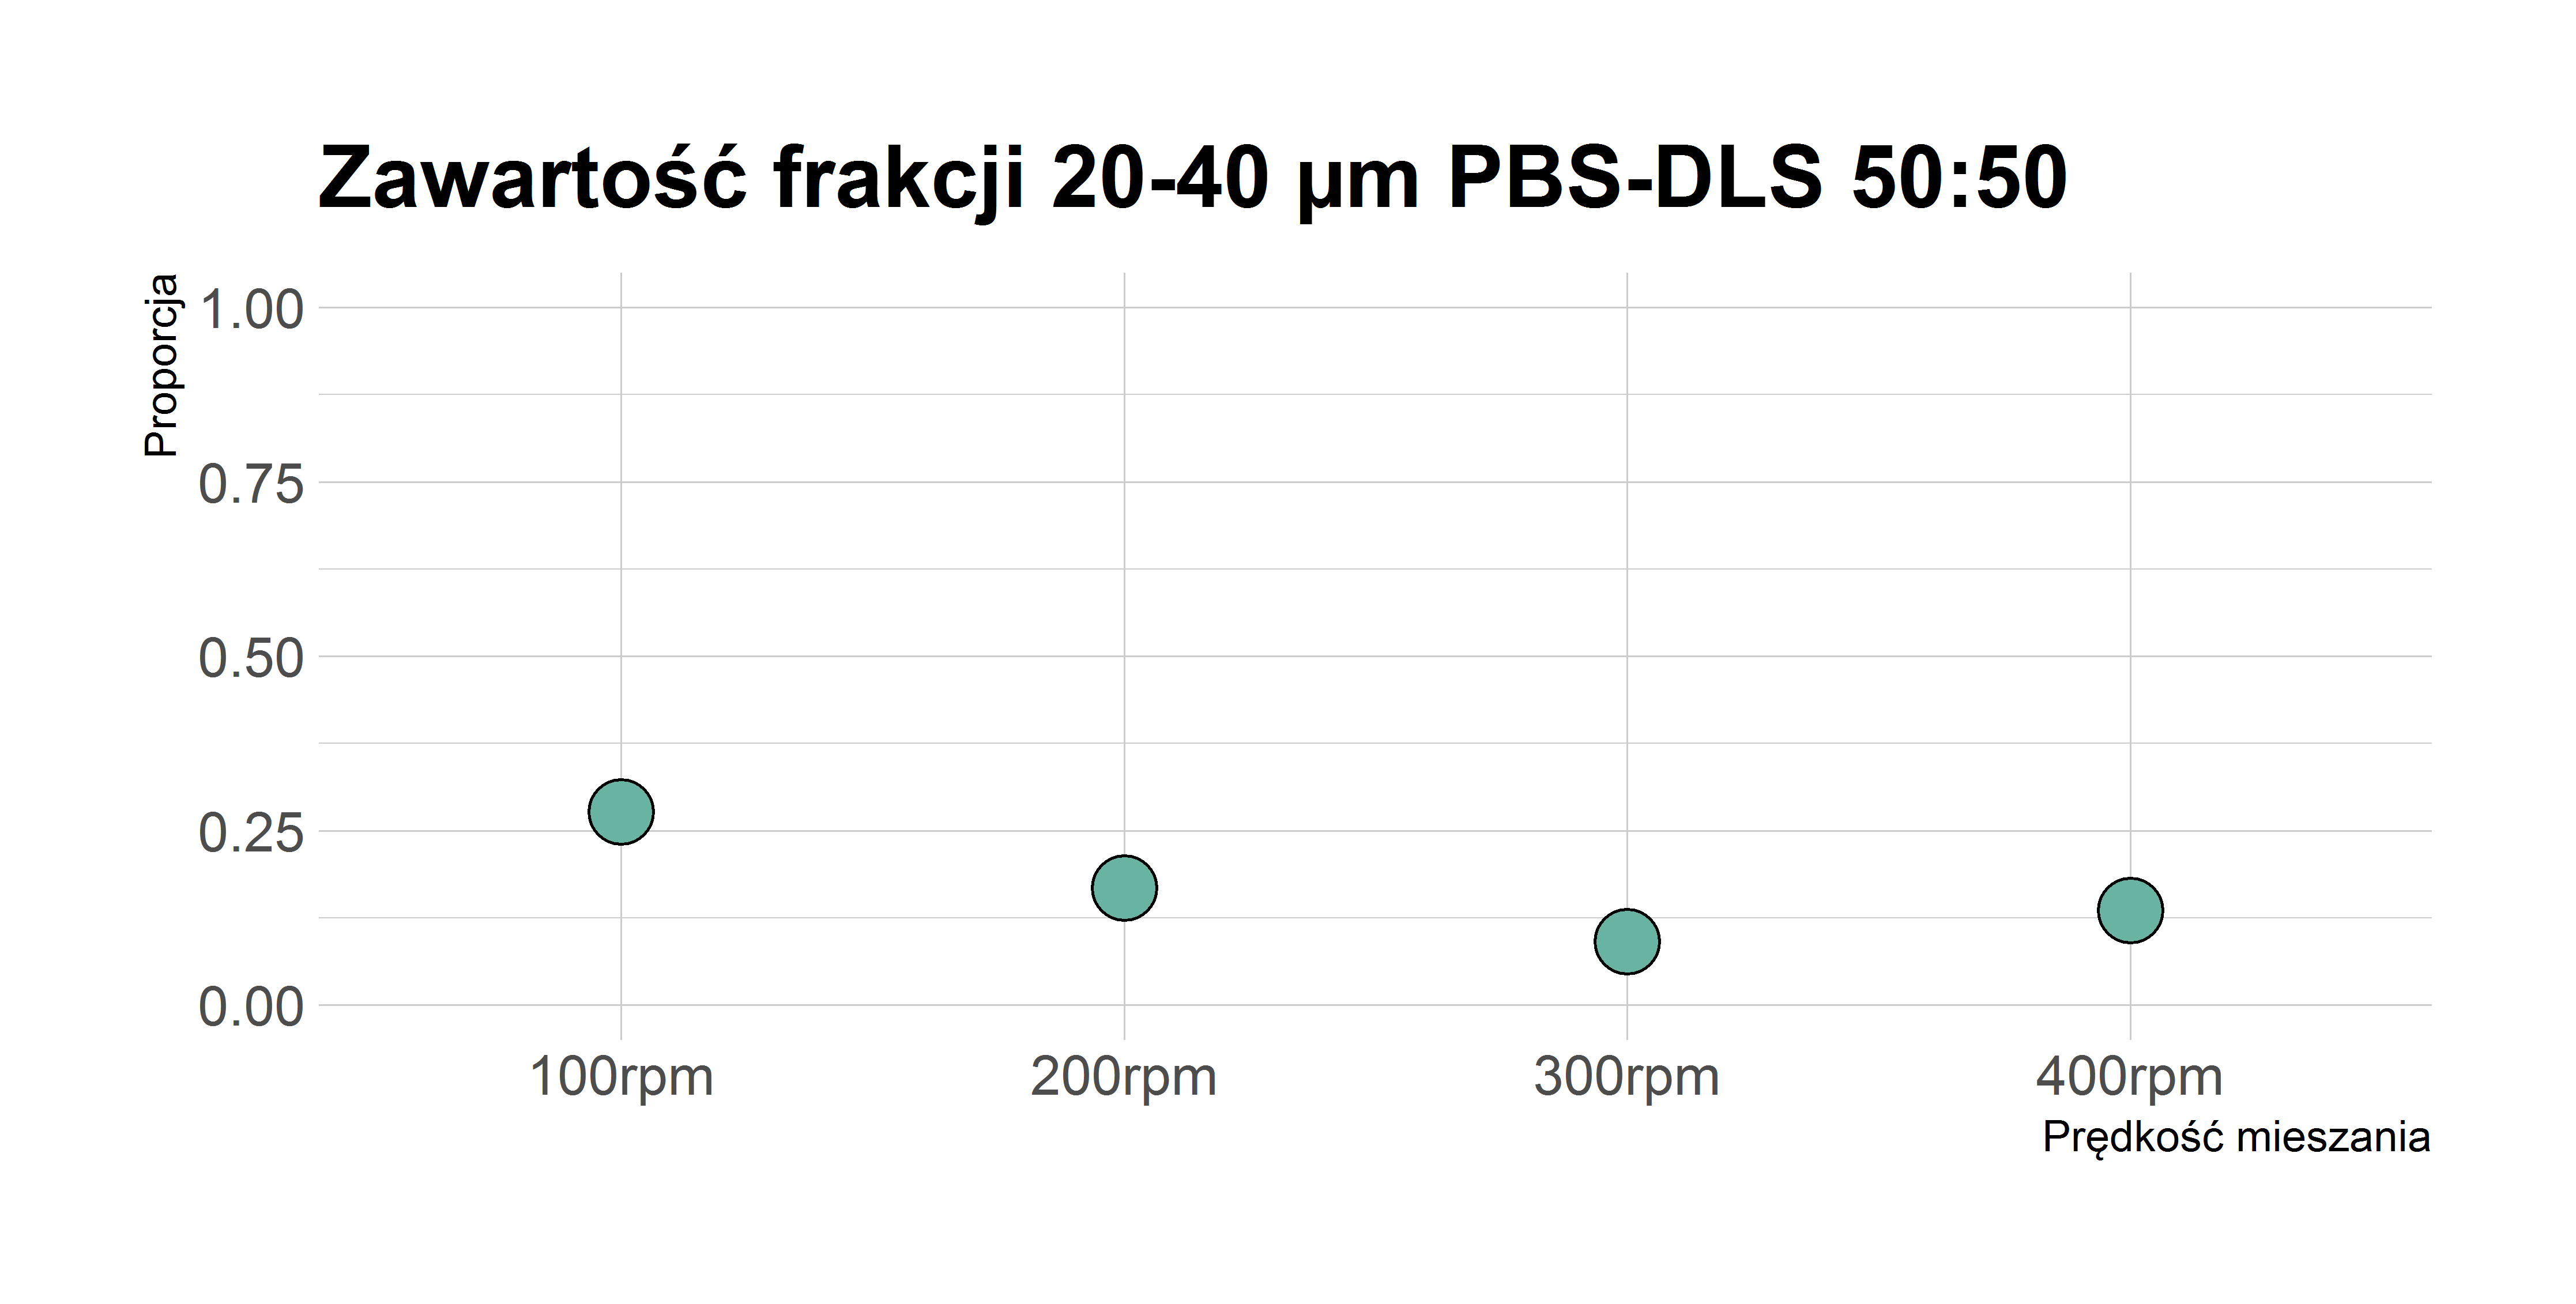 Zawartość frakcji 20-40 µm PBS-DLS 50:50
Proporcja
1.00
0.75
0.50
0.25
0.00
100rpm 200rpm 300rpm 400rpm
Prędkość mieszania